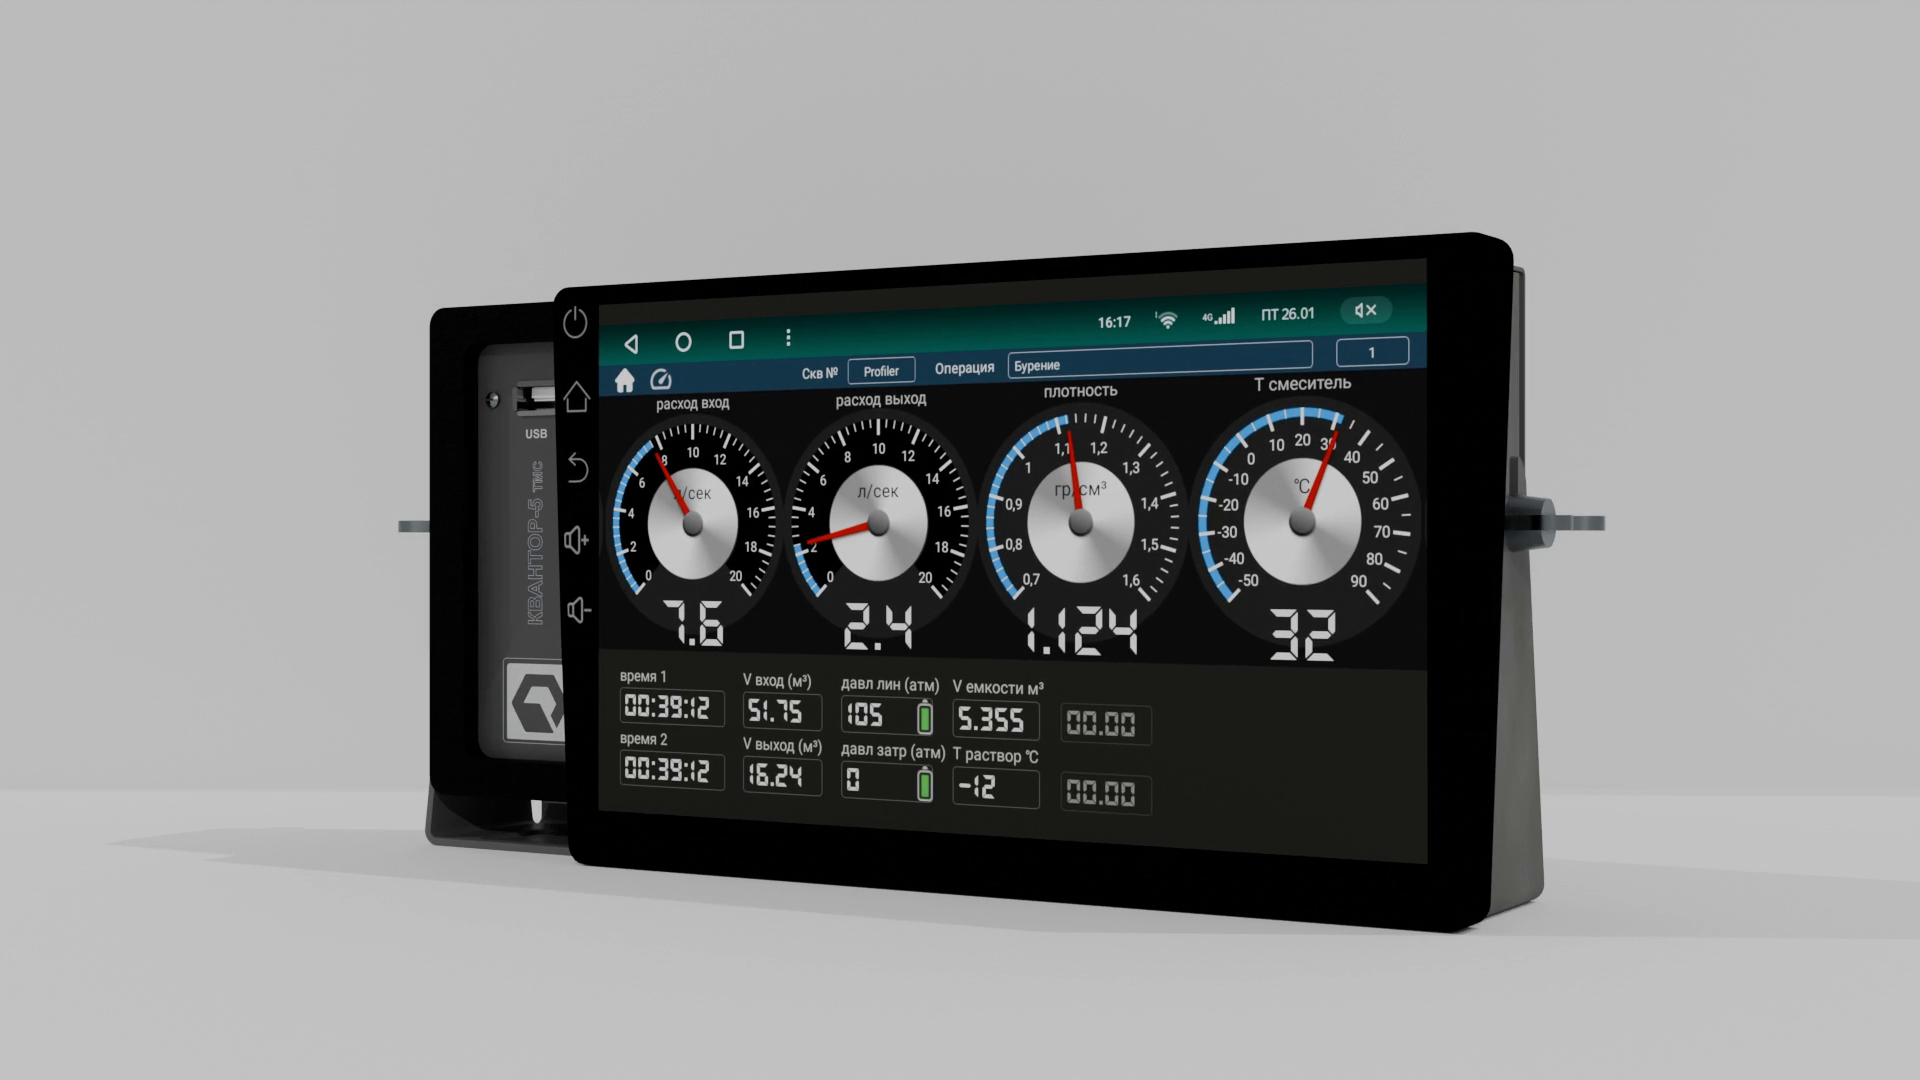 16:17 4G ПТ 26.01
Скв № Profiler Операция Бурение 1
расход вход
расход выход
плотность
Т смеситель
0 2 4 6 8 10 12 14 16 18 20
л/сек
7.6
0 2 4 6 8 10 12 14 16 18 20
л/сек
2.4
0,7 0,8 0,9 1 1,1 1,2 1,3 1,4 1,5 1,6
гр/см³
1.124
-50 -40 -30 -20 -10 0 10 20 30 40 50 60 70 80 90
°C
32
время 1 V вход (м³) давл лин (атм) V емкости м³
00:39:12 51.75 105 5.355 00.00
время 2 V выход (м³) давл затр (атм) Т раствор °C
00:39:12 16.24 0 -12 00.00
USB
КВАНТОР-5 ТМС